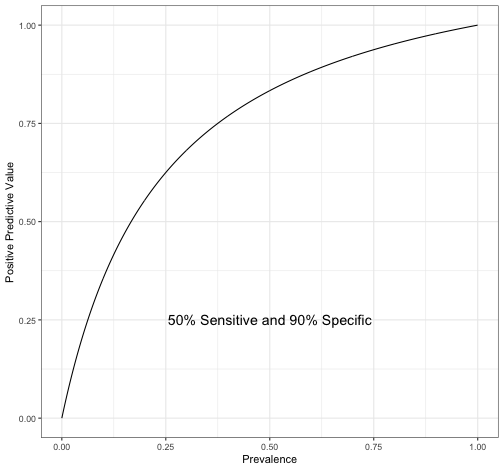 1.00
0.75
0.50
0.25
0.00
Positive Predictive Value
50% Sensitive and 90% Specific
0.00 0.25 0.50 0.75 1.00
Prevalence